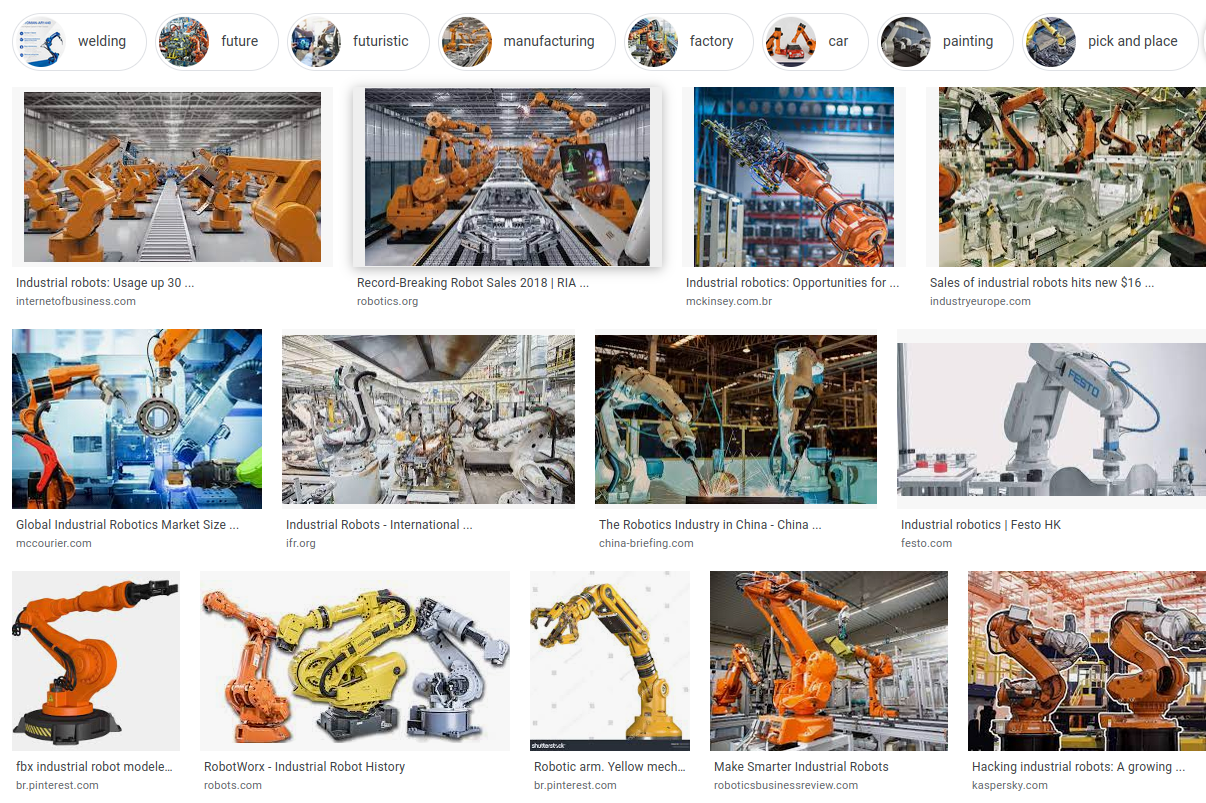 welding
future
futuristic
manufacturing
factory
car
painting
pick and place
Industrial robots: Usage up 30 ...
internetofbusiness.com
Record-Breaking Robot Sales 2018 | RIA ...
robotics.org
Industrial robotics: Opportunities for ...
mckinsey.com.br
Sales of industrial robots hits new $16 ...
industryeurope.com
FESTO
Global Industrial Robotics Market Size ...
mccourier.com
Industrial Robots - International ...
ifr.org
The Robotics Industry in China - China ...
china-briefing.com
Industrial robotics | Festo HK
festo.com
shutterstock
fbx industrial robot modele...
br.pinterest.com
RobotWorx - Industrial Robot History
robots.com
Robotic arm. Yellow mech...
br.pinterest.com
Make Smarter Industrial Robots
roboticsbusinessreview.com
Hacking industrial robots: A growing ...
kaspersky.com